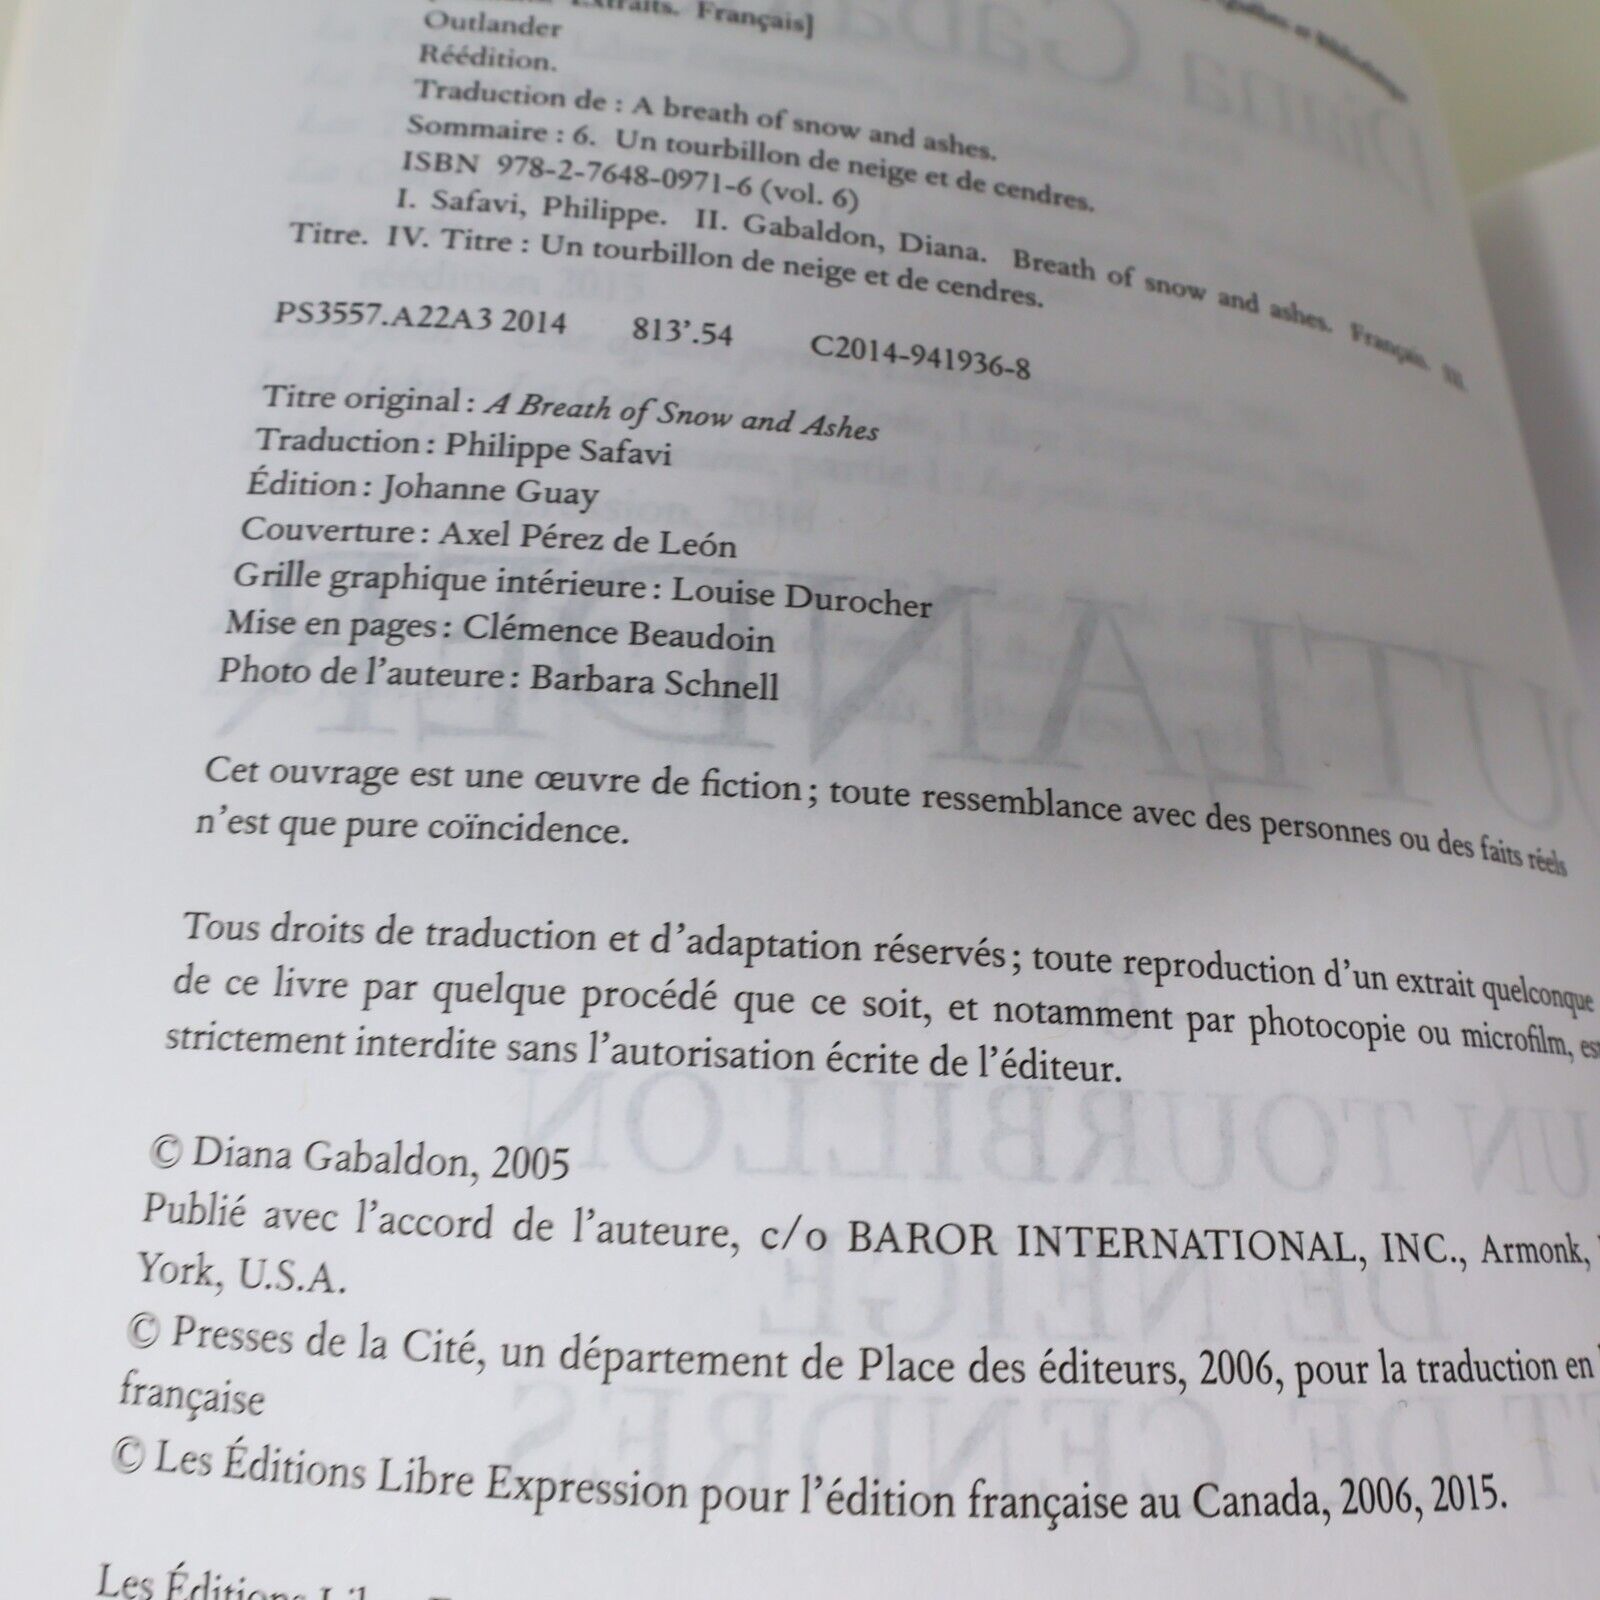 Extraits. Français]
Outlander
Réédition.
Traduction de : A breath of snow and ashes.
Sommaire : 6. Un tourbillon de neige et de cendres.
ISBN 978-2-7648-0971-6 (vol. 6)
I. Safavi, Philippe. II. Gabaldon, Diana. Breath of snow and ashes. Français. III.
Titre. IV. Titre : Un tourbillon de neige et de cendres.
PS3557.A22A3 2014 813'.54 C2014-941936-8
Titre original : A Breath of Snow and Ashes
Traduction : Philippe Safavi
Édition : Johanne Guay
Couverture : Axel Pérez de León
Grille graphique intérieure : Louise Durocher
Mise en pages : Clémence Beaudoin
Photo de l'auteure : Barbara Schnell
Cet ouvrage est une œuvre de fiction ; toute ressemblance avec des personnes ou des faits réels
n'est que pure coïncidence.
Tous droits de traduction et d'adaptation réservés ; toute reproduction d'un extrait quelconque
de ce livre par quelque procédé que ce soit, et notamment par photocopie ou microfilm, es
strictement interdite sans l'autorisation écrite de l'éditeur.
© Diana Gabaldon, 2005
Publié avec l'accord de l'auteure, c/o BAROR INTERNATIONAL, INC., Armonk,
York, U.S.A.
© Presses de la Cité, un département de Place des éditeurs, 2006, pour la traduction en
française
© Les Éditions Libre Expression pour l'édition française au Canada, 2006, 2015.
Les Éditions